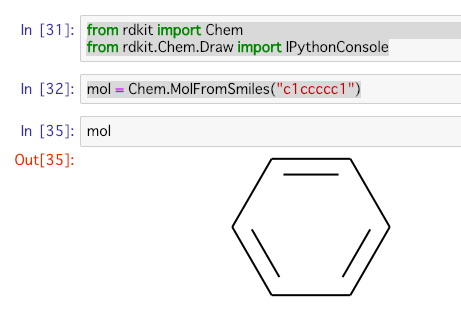 In [31]: from rdkit import Chem
from rdkit.Chem.Draw import IPythonConsole
In [32]: mol = Chem.MolFromSmiles("c1ccccc1")
In [35]: mol
Out[35]: